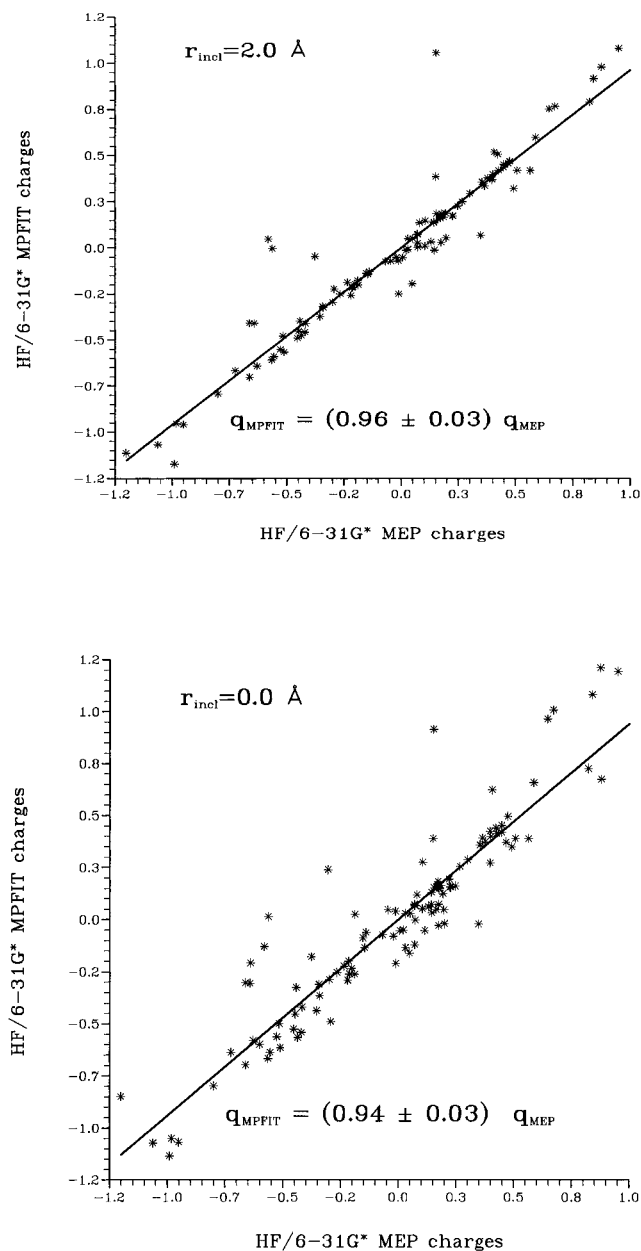 1.2
1.0
0.8
0.5
0.3
0.0
−0.2
−0.5
−0.7
−1.0
−1.2
HF/6−31G* MPFIT charges
r_incl=2.0 Å
q_MPFIT = (0.96 ± 0.03) q_MEP
−1.2 −1.0 −0.7 −0.5 −0.2 0.0 0.3 0.5 0.8 1.0
HF/6−31G* MEP charges
1.2
1.0
0.8
0.5
0.3
0.0
−0.2
−0.5
−0.7
−1.0
−1.2
HF/6−31G* MPFIT charges
r_incl=0.0 Å
q_MPFIT = (0.94 ± 0.03) q_MEP
−1.2 −1.0 −0.7 −0.5 −0.2 0.0 0.3 0.5 0.8 1.0
HF/6−31G* MEP charges